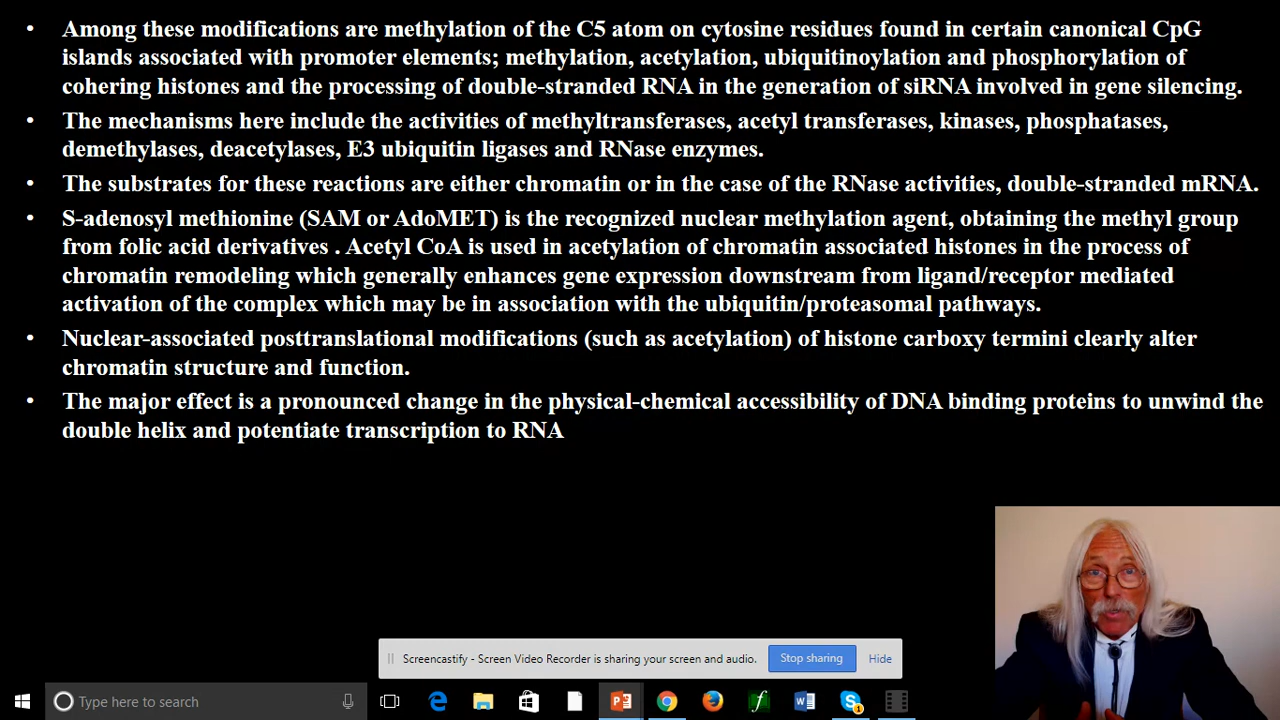 • Among these modifications are methylation of the C5 atom on cytosine residues found in certain canonical CpG
islands associated with promoter elements; methylation, acetylation, ubiquitinoylation and phosphorylation of
cohering histones and the processing of double-stranded RNA in the generation of siRNA involved in gene silencing.
• The mechanisms here include the activities of methyltransferases, acetyl transferases, kinases, phosphatases,
demethylases, deacetylases, E3 ubiquitin ligases and RNase enzymes.
• The substrates for these reactions are either chromatin or in the case of the RNase activities, double-stranded mRNA.
• S-adenosyl methionine (SAM or AdoMET) is the recognized nuclear methylation agent, obtaining the methyl group
from folic acid derivatives . Acetyl CoA is used in acetylation of chromatin associated histones in the process of
chromatin remodeling which generally enhances gene expression downstream from ligand/receptor mediated
activation of the complex which may be in association with the ubiquitin/proteasomal pathways.
• Nuclear-associated posttranslational modifications (such as acetylation) of histone carboxy termini clearly alter
chromatin structure and function.
• The major effect is a pronounced change in the physical-chemical accessibility of DNA binding proteins to unwind the
double helix and potentiate transcription to RNA
Screencastify - Screen Video Recorder is sharing your screen and audio. Stop sharing Hide
Type here to search